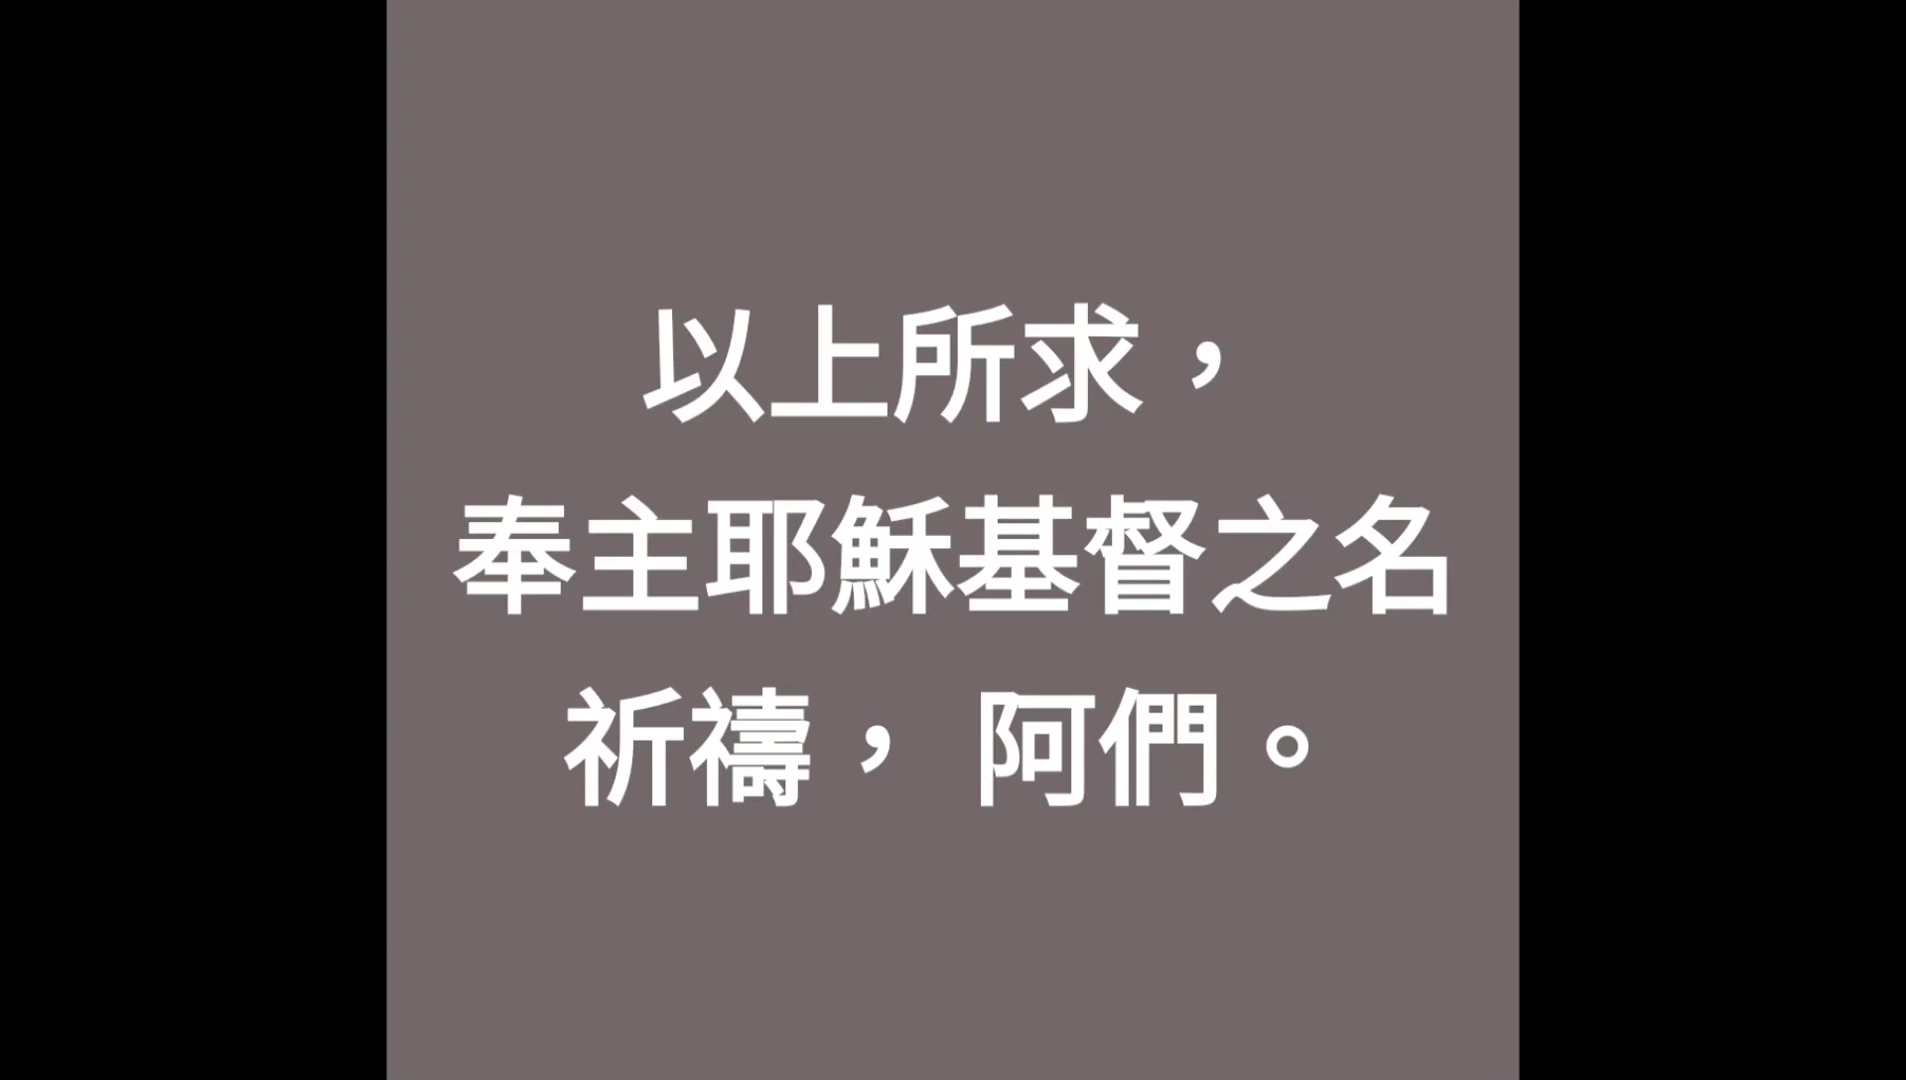 以上所求，
奉主耶穌基督之名
祈禱， 阿們。